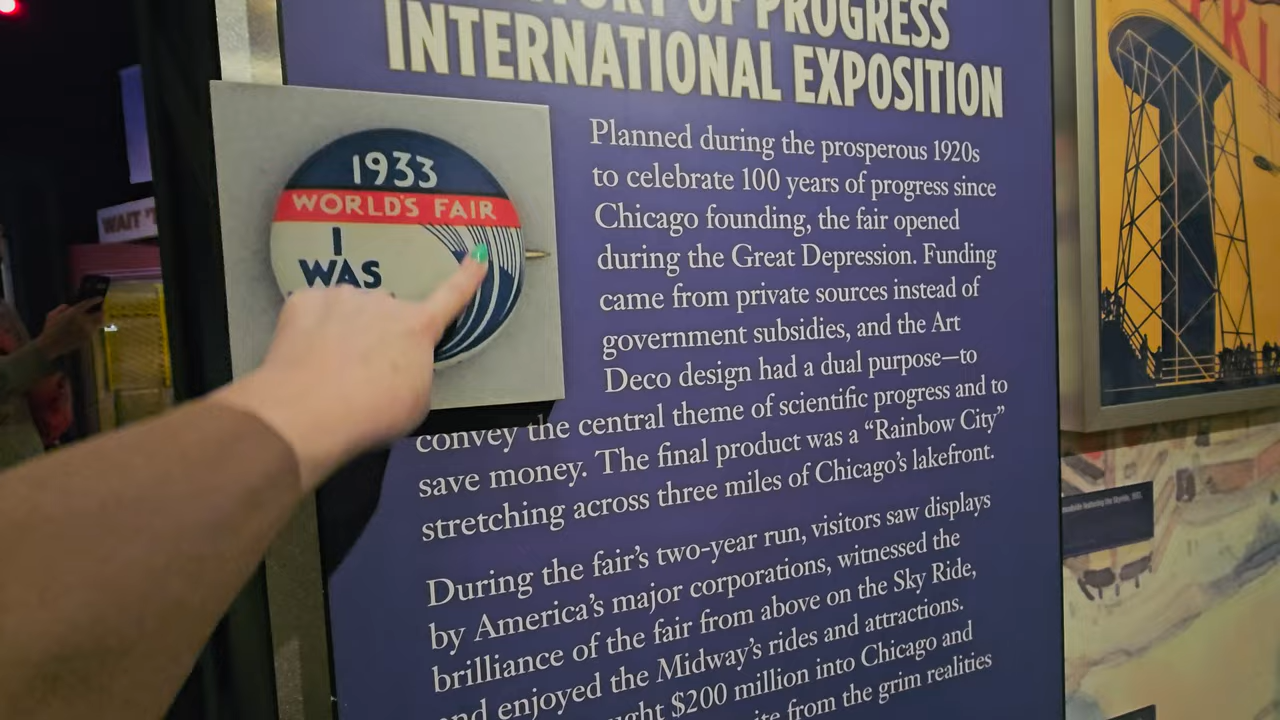 OF PROGRESS
INTERNATIONAL EXPOSITION
1933
WORLD'S FAIR
I
WAS
Planned during the prosperous 1920s
to celebrate 100 years of progress since
Chicago founding, the fair opened
during the Great Depression. Funding
came from private sources instead of
government subsidies, and the Art
Deco design had a dual purpose—to
convey the central theme of scientific progress and to
save money. The final product was a “Rainbow City”
stretching across three miles of Chicago’s lakefront.
During the fair’s two-year run, visitors saw displays
by America’s major corporations, witnessed the
brilliance of the fair from above on the Sky Ride,
and enjoyed the Midway’s rides and attractions.
$200 million into Chicago and
from the grim realities
WAIT